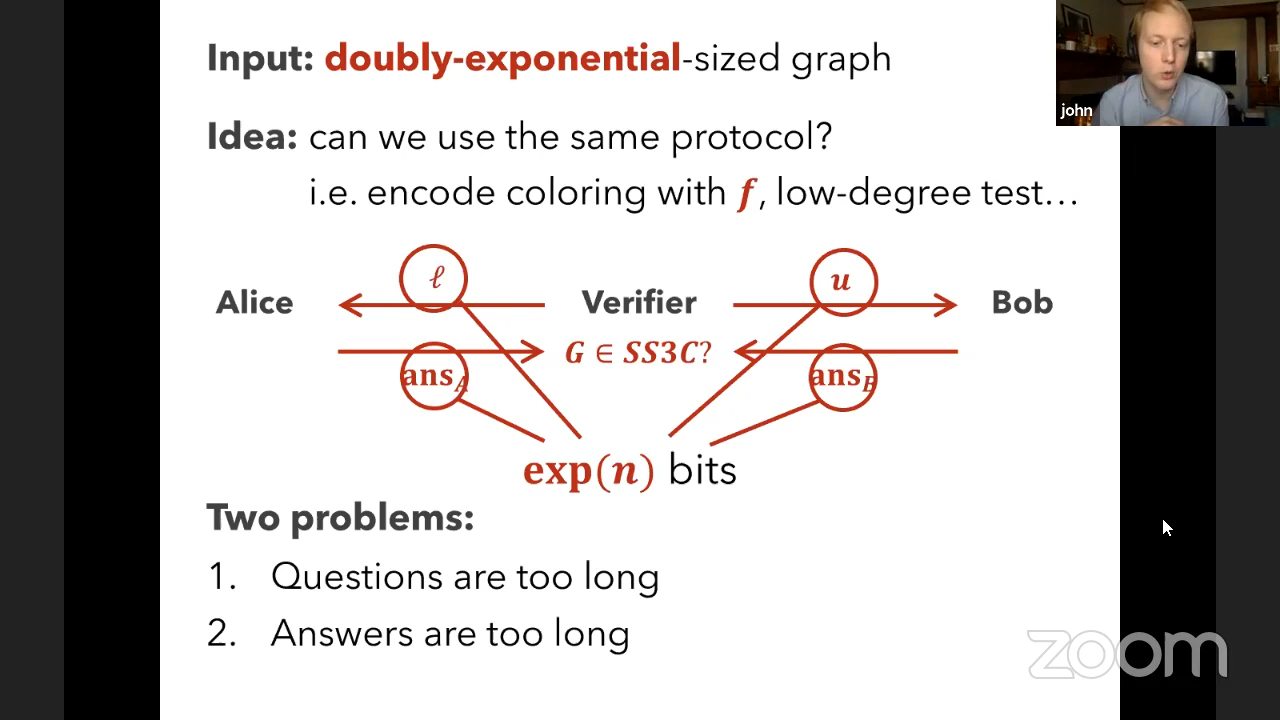 Input: doubly-exponential-sized graph
john
Idea: can we use the same protocol?
i.e. encode coloring with f, low-degree test…
ℓ
u
Alice
Verifier
Bob
G ∈ SS3C?
ans_A
ans_B
exp(n) bits
Two problems:
1. Questions are too long
2. Answers are too long
zoom